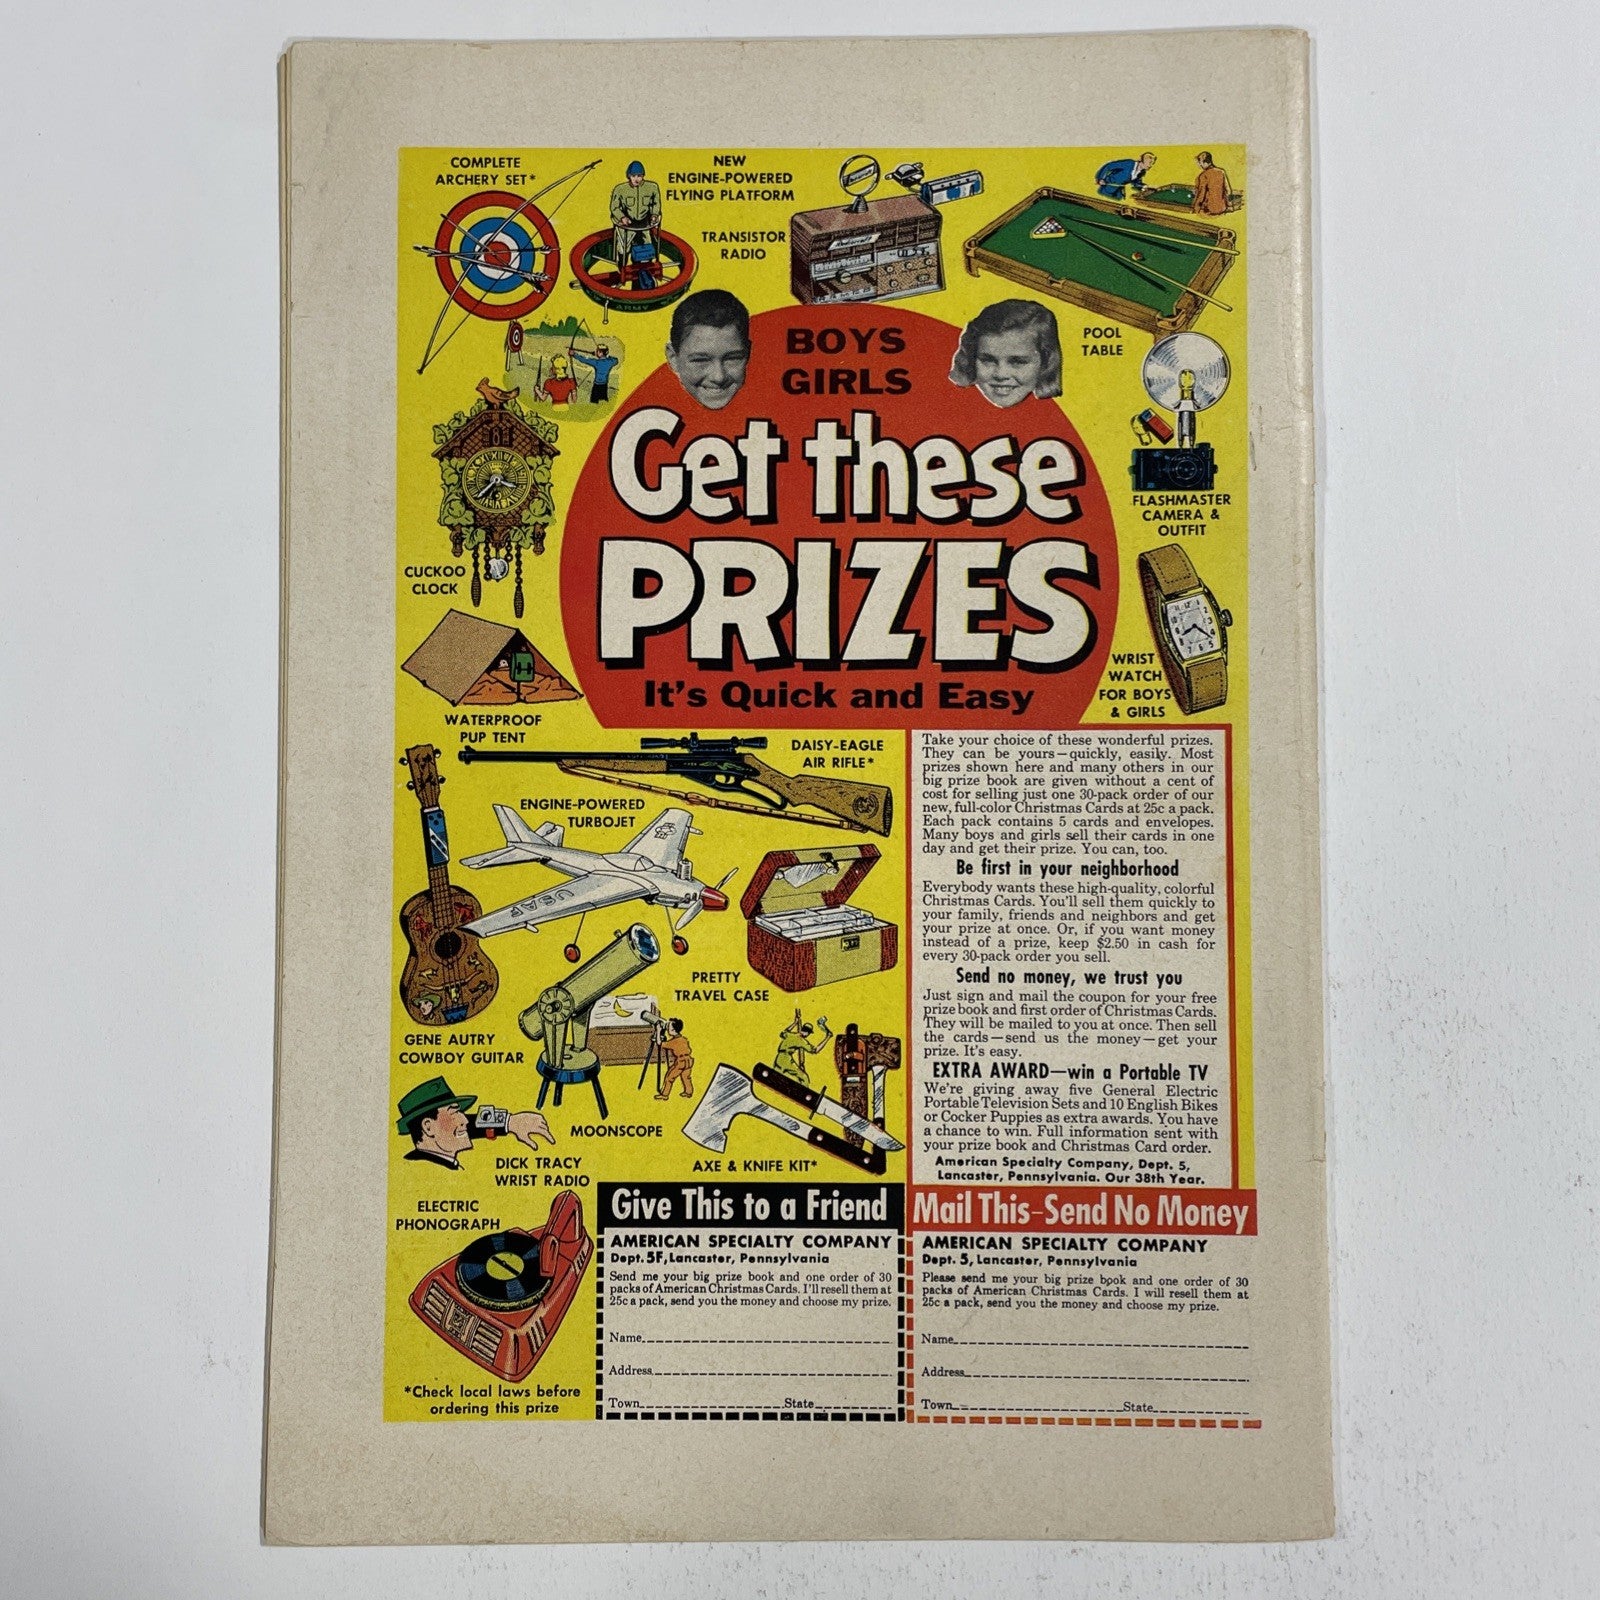 COMPLETE
ARCHERY SET*
NEW
ENGINE-POWERED
FLYING PLATFORM
ARMY
TRANSISTOR
RADIO
POOL
TABLE
BOYS
GIRLS
Get these
PRIZES
It's Quick and Easy
FLASHMASTER
CAMERA &
OUTFIT
CUCKOO
CLOCK
WRIST
WATCH
FOR BOYS
& GIRLS
WATERPROOF
PUP TENT
DAISY-EAGLE
AIR RIFLE*
ENGINE-POWERED
TURBOJET
USAF
PRETTY
TRAVEL CASE
GENE AUTRY
COWBOY GUITAR
MOONSCOPE
AXE & KNIFE KIT*
DICK TRACY
WRIST RADIO
ELECTRIC
PHONOGRAPH
*Check local laws before
ordering this prize
Take your choice of these wonderful prizes.
They can be yours—quickly, easily. Most
prizes shown here and many others in our
big prize book are given without a cent of
cost for selling just one 30-pack order of our
new, full-color Christmas Cards at 25c a pack.
Each pack contains 5 cards and envelopes.
Many boys and girls sell their cards in one
day and get their prize. You can, too.
Be first in your neighborhood
Everybody wants these high-quality, colorful
Christmas Cards. You'll sell them quickly to
your family, friends and neighbors and get
your prize at once. Or, if you want money
instead of a prize, keep $2.50 in cash for
every 30-pack order you sell.
Send no money, we trust you
Just sign and mail the coupon for your free
prize book and first order of Christmas Cards.
They will be mailed to you at once. Then sell
the cards—send us the money—get your
prize. It's easy.
EXTRA AWARD—win a Portable TV
We're giving away five General Electric
Portable Television Sets and 10 English Bikes
or Cocker Puppies as extra awards. You have
a chance to win. Full information sent with
your prize book and Christmas Card order.
American Specialty Company, Dept. 5,
Lancaster, Pennsylvania. Our 38th Year.
Give This to a Friend
AMERICAN SPECIALTY COMPANY
Dept. 5F, Lancaster, Pennsylvania
Send me your big prize book and one order of 30
packs of American Christmas Cards. I'll resell them at
25c a pack, send you the money and choose my prize.
Name
Address
Town State
Mail This-Send No Money
AMERICAN SPECIALTY COMPANY
Dept. 5, Lancaster, Pennsylvania
Please send me your big prize book and one order of 30
packs of American Christmas Cards. I will resell them at
25c a pack, send you the money and choose my prize.
Name
Address
Town State